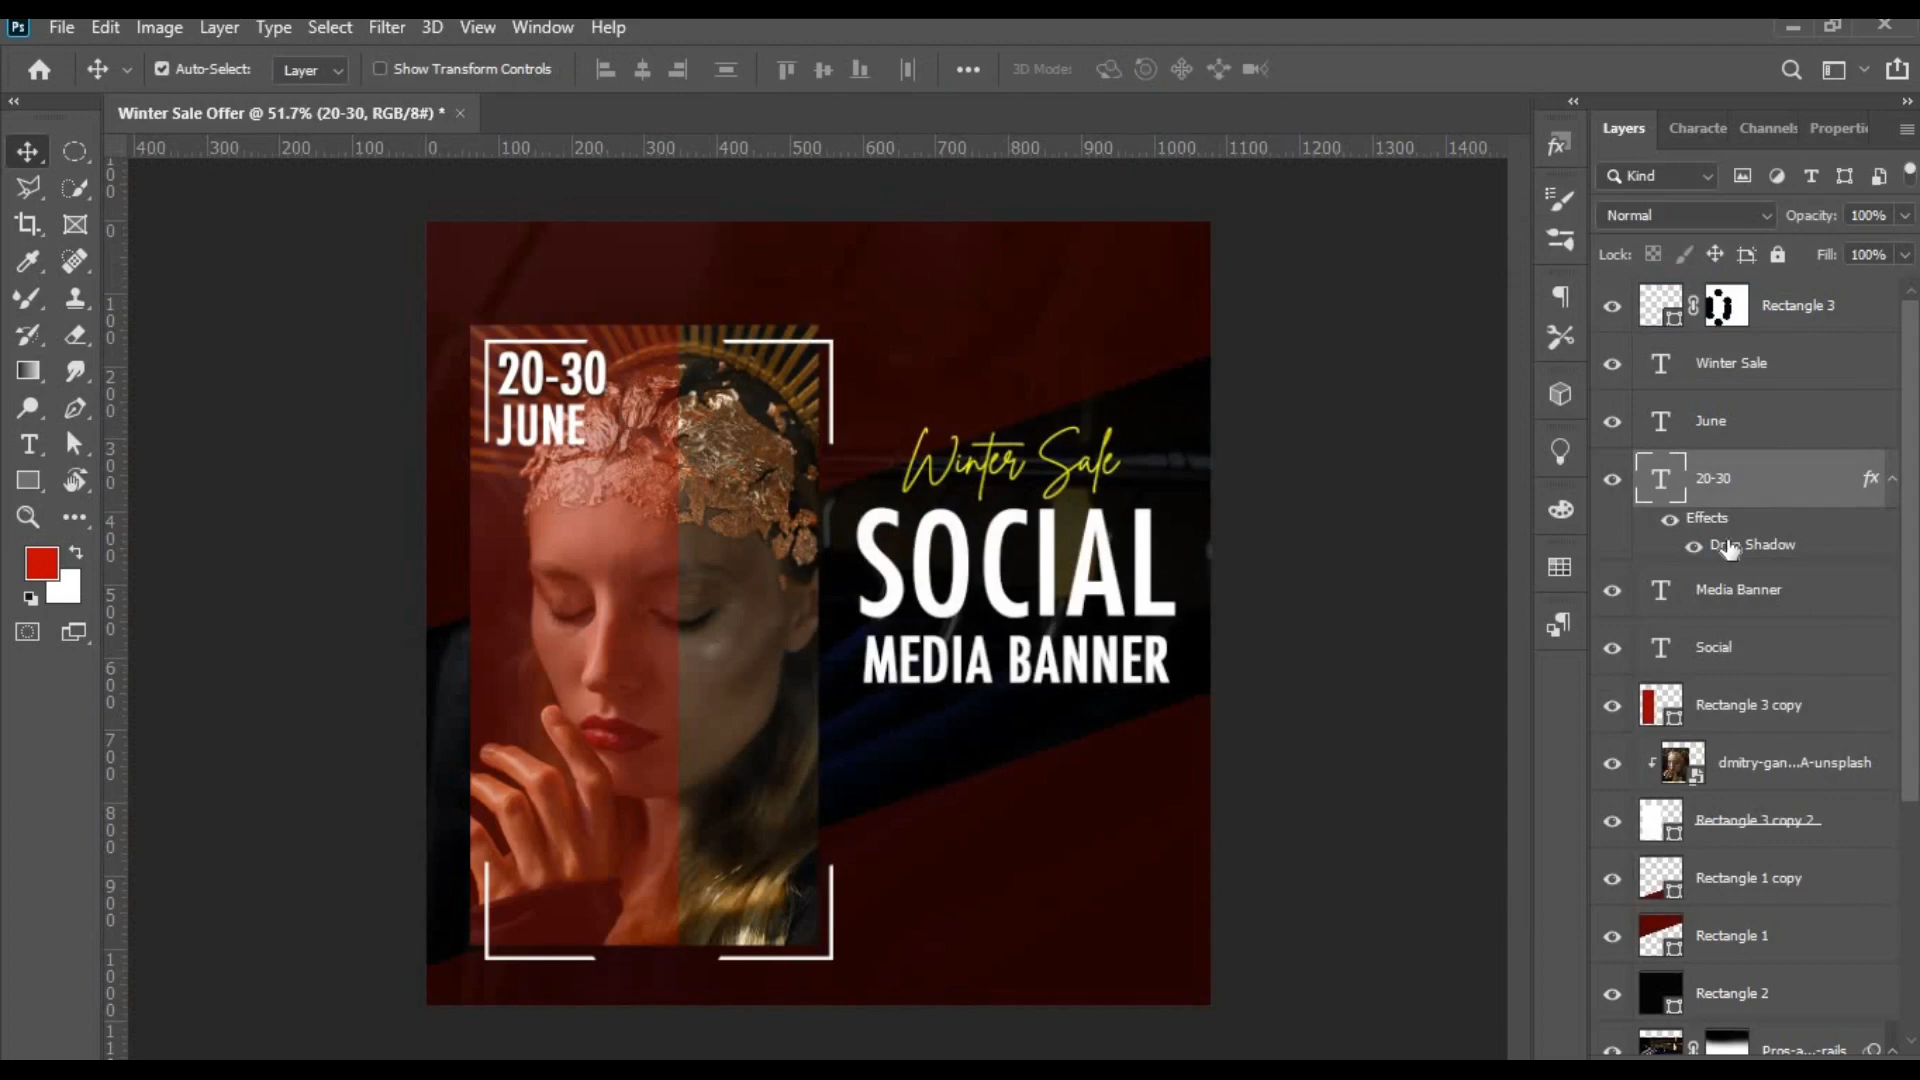 Ps File Edit Image Layer Type Select Filter 3D View Window Help
Auto-Select: Layer Show Transform Controls ••• 3D Mode:
Winter Sale Offer @ 51.7% (20-30, RGB/8#) * ×
400 300 200 100 0 100 200 300 400 500 600 700 800 900 1000 1100 1200 1300 1400
20-30
JUNE
Winter Sale
SOCIAL
MEDIA BANNER
Layers Characte Channels Properti
Kind
Normal Opacity: 100%
Lock: Fill: 100%
Rectangle 3
Winter Sale
June
20-30 fx
Effects
Shadow
Media Banner
Social
Rectangle 3 copy
dmitry-gan...A-unsplash
Rectangle 3 copy 2
Rectangle 1 copy
Rectangle 1
Rectangle 2
Pros-a...-rails